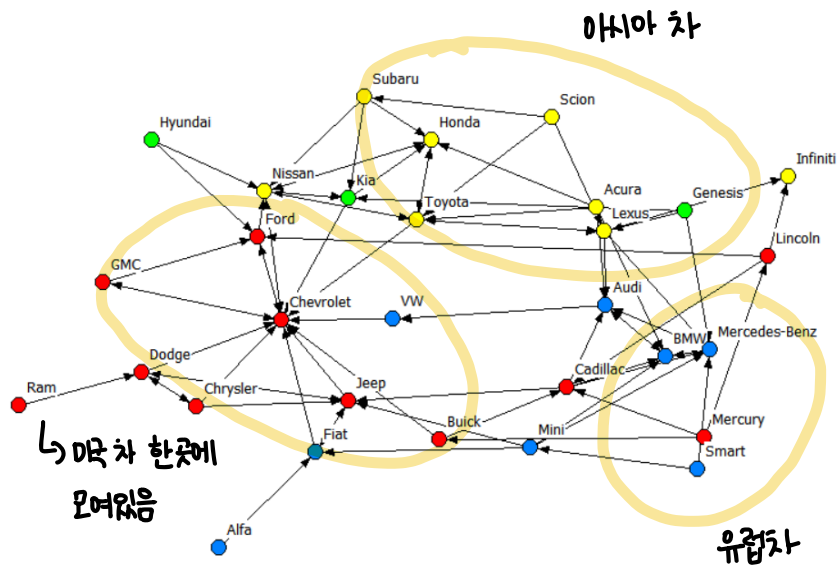 아시아 차
Subaru
Scion
Hyundai
Honda
Infiniti
Nissan
Kia
Acura
Genesis
Toyota
Lexus
Ford
Lincoln
GMC
Chevrolet
VW
Audi
BMW
Mercedes-Benz
Dodge
Cadillac
Ram
Chrysler
Jeep
Buick
Mini
Mercury
Smart
Fiat
Alfa
미국 차 한곳에
모여있음
유럽차